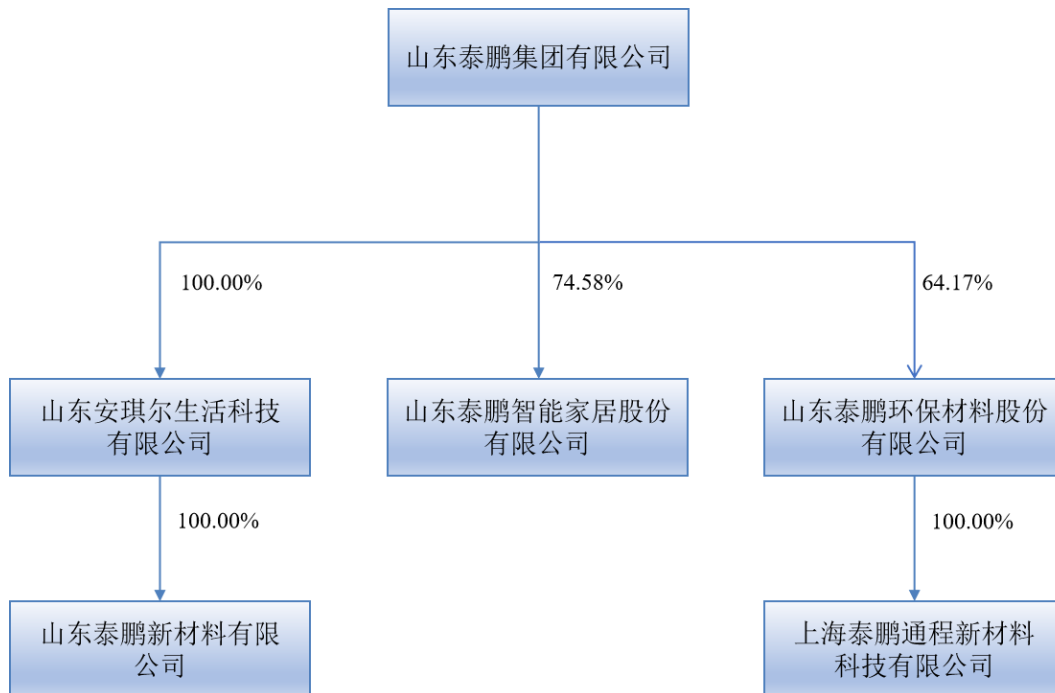 山东泰鹏集团有限公司
100.00%
74.58%
64.17%
山东安琪尔生活科技
有限公司
山东泰鹏智能家居股份
有限公司
山东泰鹏环保材料股份
有限公司
100.00%
100.00%
山东泰鹏新材料有限
公司
上海泰鹏通程新材料
科技有限公司